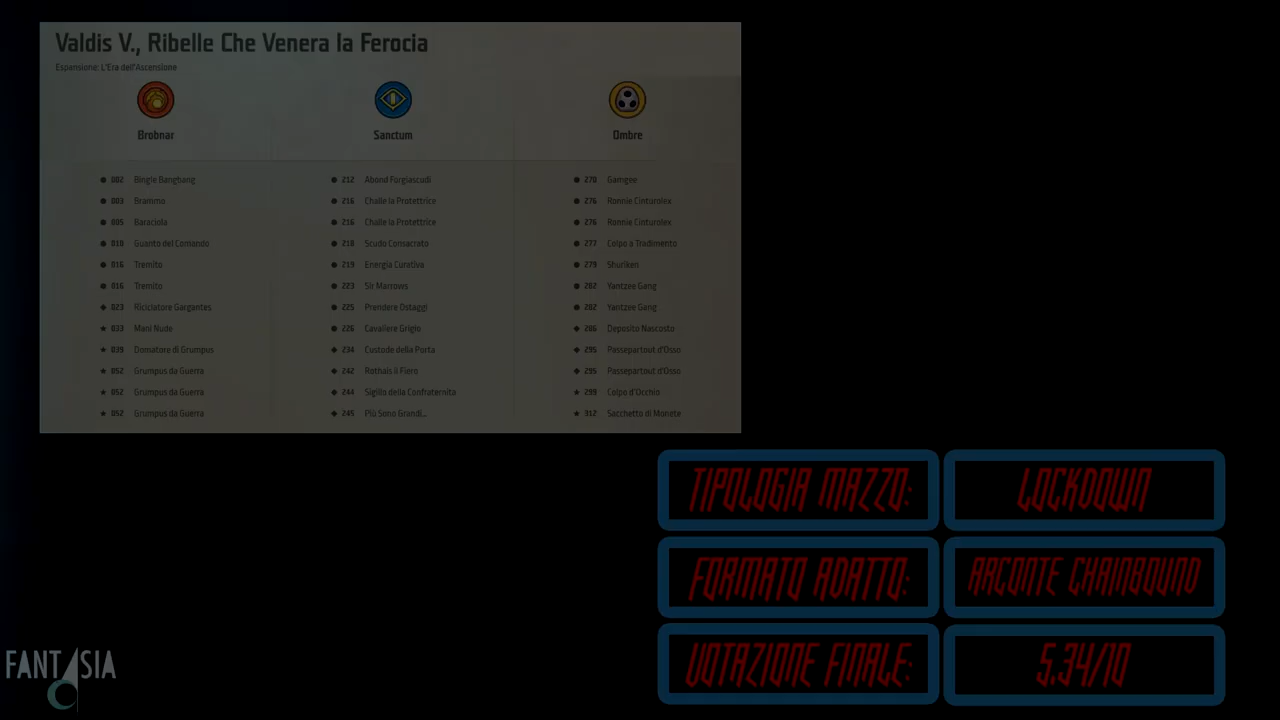 Valdis V., Ribelle Che Venera la Ferocia
Espansione: L'Era dell'Ascensione
Brobnar
002 Bingle Bangbang
003 Brammo
005 Baraciola
010 Guanto del Comando
016 Tremito
016 Tremito
023 Riciclatore Gargantes
033 Mani Nude
039 Domatore di Grumpus
052 Grumpus da Guerra
052 Grumpus da Guerra
052 Grumpus da Guerra
Sanctum
212 Abond Forgiascudi
216 Challe la Protettrice
216 Challe la Protettrice
218 Scudo Consacrato
219 Energia Curativa
223 Sir Marrows
225 Prendere Ostaggi
226 Cavaliere Grigio
234 Custode della Porta
242 Rothais il Fiero
244 Sigillo della Confraternita
245 Più Sono Grandi...
Ombre
270 Gamgee
276 Ronnie Cinturolex
276 Ronnie Cinturolex
277 Colpo a Tradimento
279 Shuriken
282 Yantzee Gang
282 Yantzee Gang
286 Deposito Nascosto
295 Passepartout d'Osso
295 Passepartout d'Osso
299 Colpo d'Occhio
312 Sacchetto di Monete
TIPOLOGIA MAZZO: LOCKDOWN
FORMATO ADATTO: ARCONTE CHAINBOUND
VOTAZIONE FINALE: 5.34/10
FANTASIA